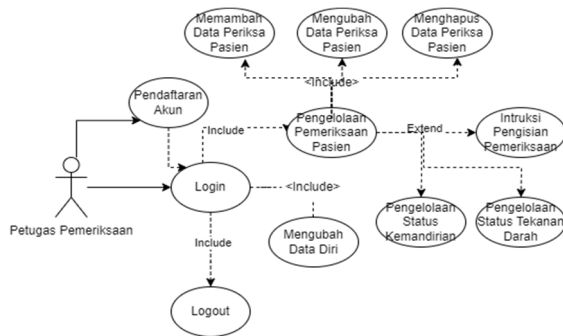 Memambah
Data Periksa
Pasien
Mengubah
Data Periksa
Pasien
Menghapus
Data Periksa
Pasien
<Include>
Pendaftaran
Akun
Include
Pengelolaan
Pemeriksaan
Pasien
Extend
Intruksi
Pengisian
Pemeriksaan
Login
<Include>
Petugas Pemeriksaan
Include
Mengubah
Data Diri
Pengelolaan
Status
Kemandirian
Pengelolaan
Status Tekanan
Darah
Logout